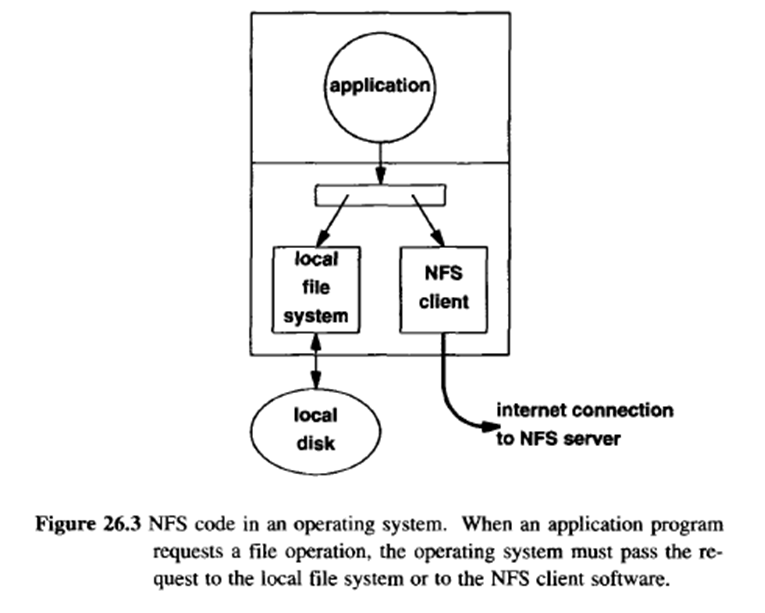 application
local
file
system
NFS
client
local
disk
internet connection
to NFS server
Figure 26.3 NFS code in an operating system. When an application program
requests a file operation, the operating system must pass the re-
quest to the local file system or to the NFS client software.